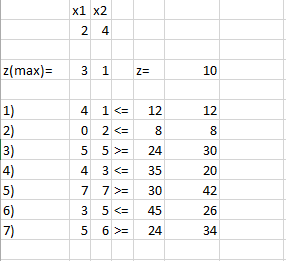 x1 x2
2 4
z(max)= 3 1 z= 10
1) 4 1 <= 12 12
2) 0 2 <= 8 8
3) 5 5 >= 24 30
4) 4 3 <= 35 20
5) 7 7 >= 30 42
6) 3 5 <= 45 26
7) 5 6 >= 24 34